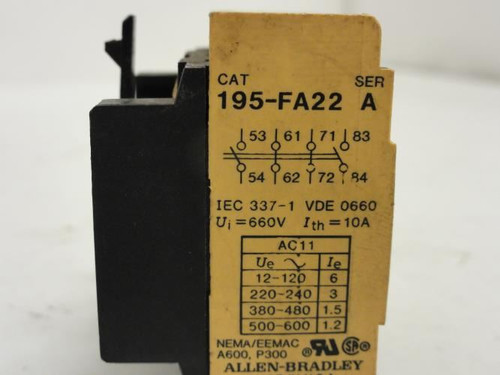 CAT SER
195-FA22 A
53 61 71 83
54 62 72 84
IEC 337-1 VDE 0660
Ui=660V Ith=10A
AC11
Ue Ie
12-120 6
220-240 3
380-480 1.5
500-600 1.2
NEMA/EEMAC
A600, P300 UR SA
ALLEN-BRADLEY